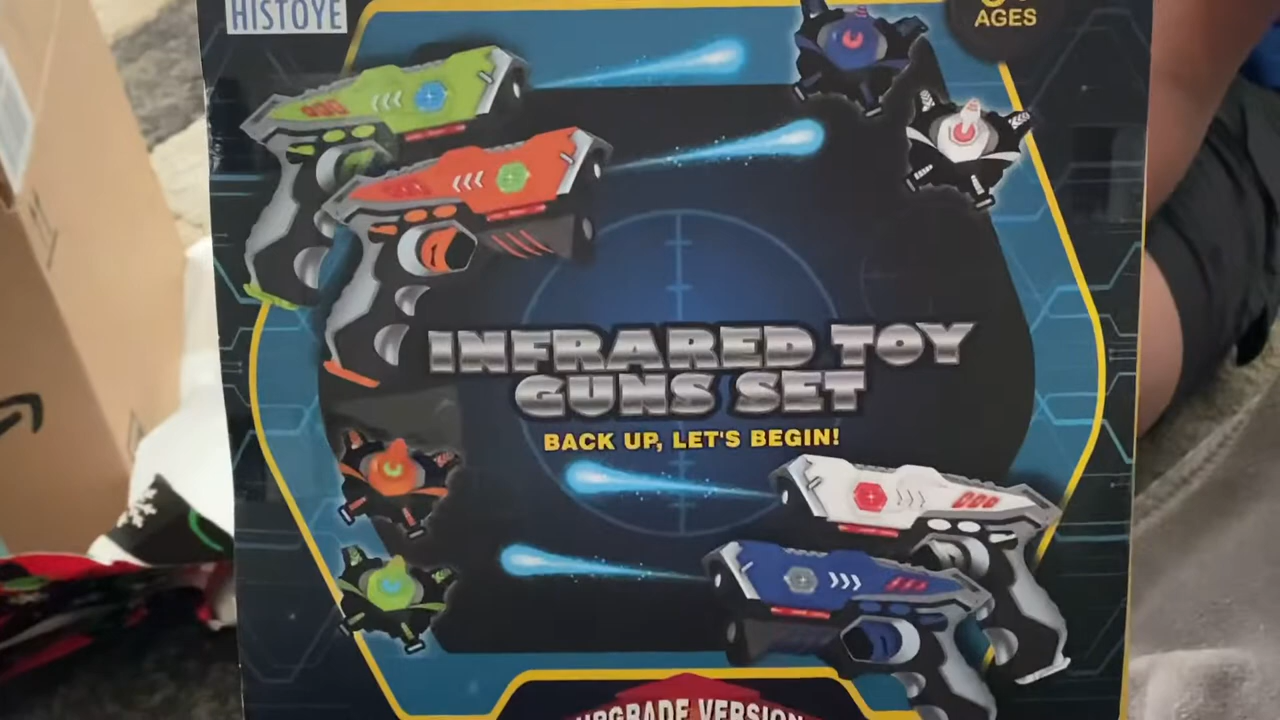 HISTOYE
AGES
INFRARED TOY
GUNS SET
BACK UP, LET'S BEGIN!
UPGRADE VERSION